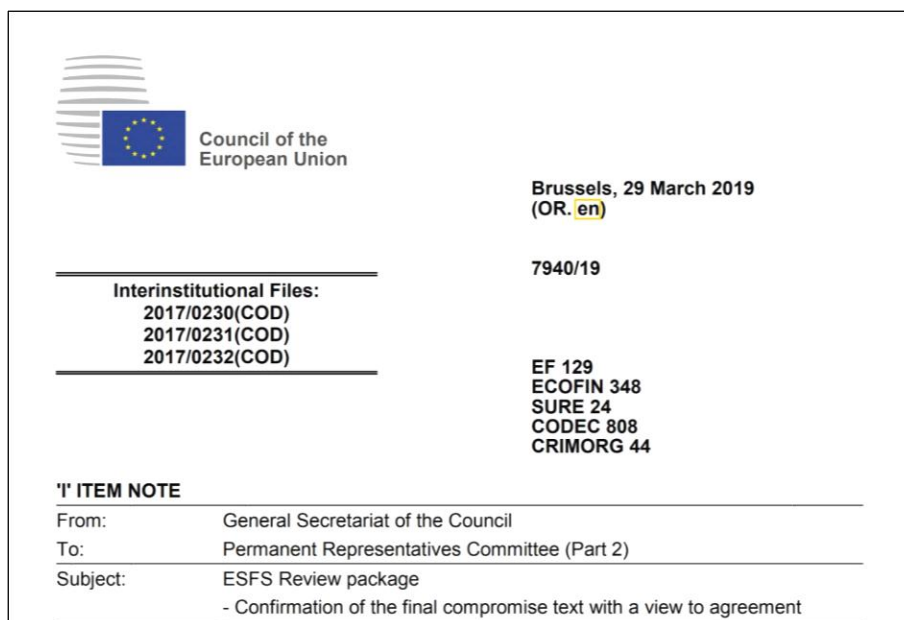 Council of the
European Union
Brussels, 29 March 2019
(OR. en)
7940/19
Interinstitutional Files:
2017/0230(COD)
2017/0231(COD)
2017/0232(COD)
EF 129
ECOFIN 348
SURE 24
CODEC 808
CRIMORG 44
'I' ITEM NOTE
From: General Secretariat of the Council
To: Permanent Representatives Committee (Part 2)
Subject: ESFS Review package
- Confirmation of the final compromise text with a view to agreement